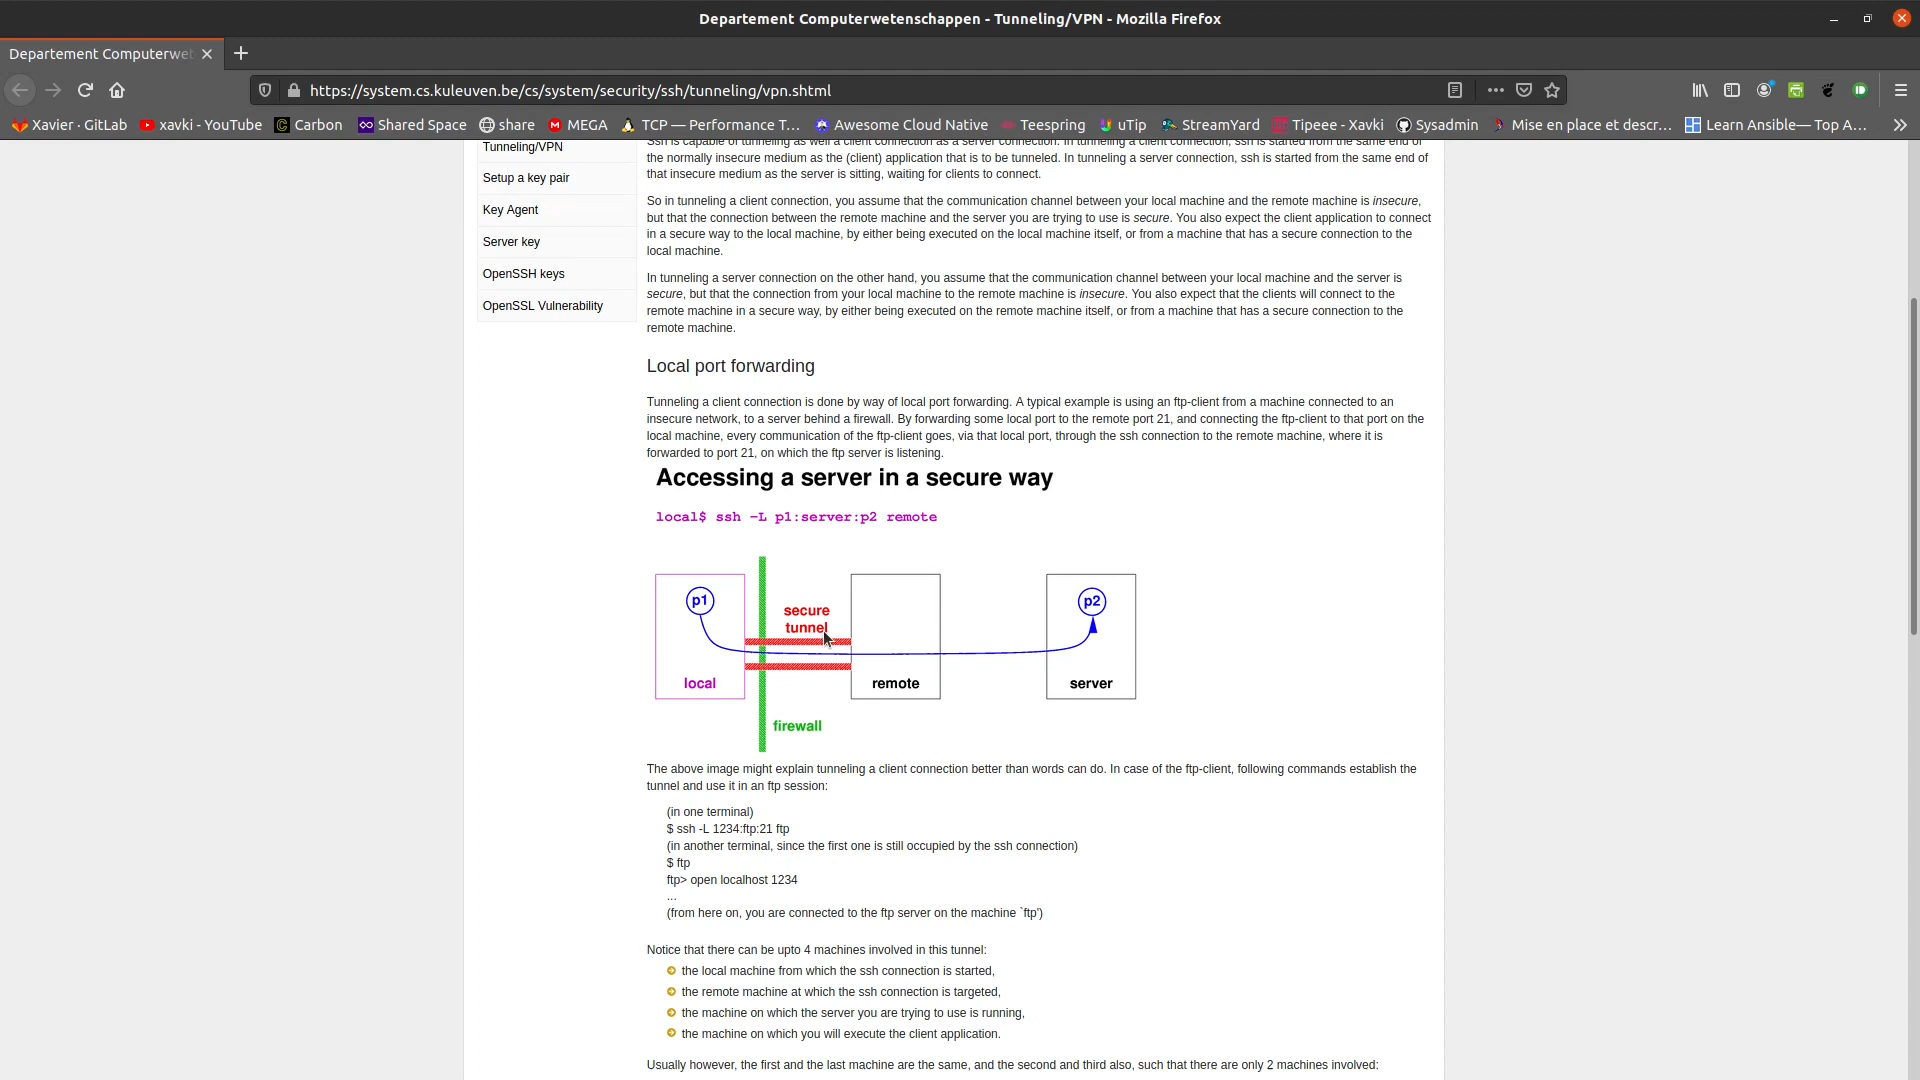 Departement Computerwetenschappen - Tunneling/VPN - Mozilla Firefox
Departement Computerwet
https://system.cs.kuleuven.be/cs/system/security/ssh/tunneling/vpn.shtml
Xavier · GitLab
xavki - YouTube
Carbon
Shared Space
share
MEGA
TCP — Performance T…
Awesome Cloud Native
Teespring
uTip
StreamYard
Tipeee - Xavki
Sysadmin
Mise en place et descr…
Learn Ansible— Top A…
Tunneling/VPN
Setup a key pair
Key Agent
Server key
OpenSSH keys
OpenSSL Vulnerability
Ssh is capable of tunneling as well a client connection as a server connection. In tunneling a client connection, ssh is started from the same end of
the normally insecure medium as the (client) application that is to be tunneled. In tunneling a server connection, ssh is started from the same end of
that insecure medium as the server is sitting, waiting for clients to connect.
So in tunneling a client connection, you assume that the communication channel between your local machine and the remote machine is insecure,
but that the connection between the remote machine and the server you are trying to use is secure. You also expect the client application to connect
in a secure way to the local machine, by either being executed on the local machine itself, or from a machine that has a secure connection to the
local machine.
In tunneling a server connection on the other hand, you assume that the communication channel between your local machine and the server is
secure, but that the connection from your local machine to the remote machine is insecure. You also expect that the clients will connect to the
remote machine in a secure way, by either being executed on the remote machine itself, or from a machine that has a secure connection to the
remote machine.
Local port forwarding
Tunneling a client connection is done by way of local port forwarding. A typical example is using an ftp-client from a machine connected to an
insecure network, to a server behind a firewall. By forwarding some local port to the remote port 21, and connecting the ftp-client to that port on the
local machine, every communication of the ftp-client goes, via that local port, through the ssh connection to the remote machine, where it is
forwarded to port 21, on which the ftp server is listening.
Accessing a server in a secure way
local$ ssh -L p1:server:p2 remote
p1
secure
tunnel
p2
local
remote
server
firewall
The above image might explain tunneling a client connection better than words can do. In case of the ftp-client, following commands establish the
tunnel and use it in an ftp session:
(in one terminal)
$ ssh -L 1234:ftp:21 ftp
(in another terminal, since the first one is still occupied by the ssh connection)
$ ftp
ftp> open localhost 1234
...
(from here on, you are connected to the ftp server on the machine `ftp')
Notice that there can be upto 4 machines involved in this tunnel:
the local machine from which the ssh connection is started,
the remote machine at which the ssh connection is targeted,
the machine on which the server you are trying to use is running,
the machine on which you will execute the client application.
Usually however, the first and the last machine are the same, and the second and third also, such that there are only 2 machines involved: